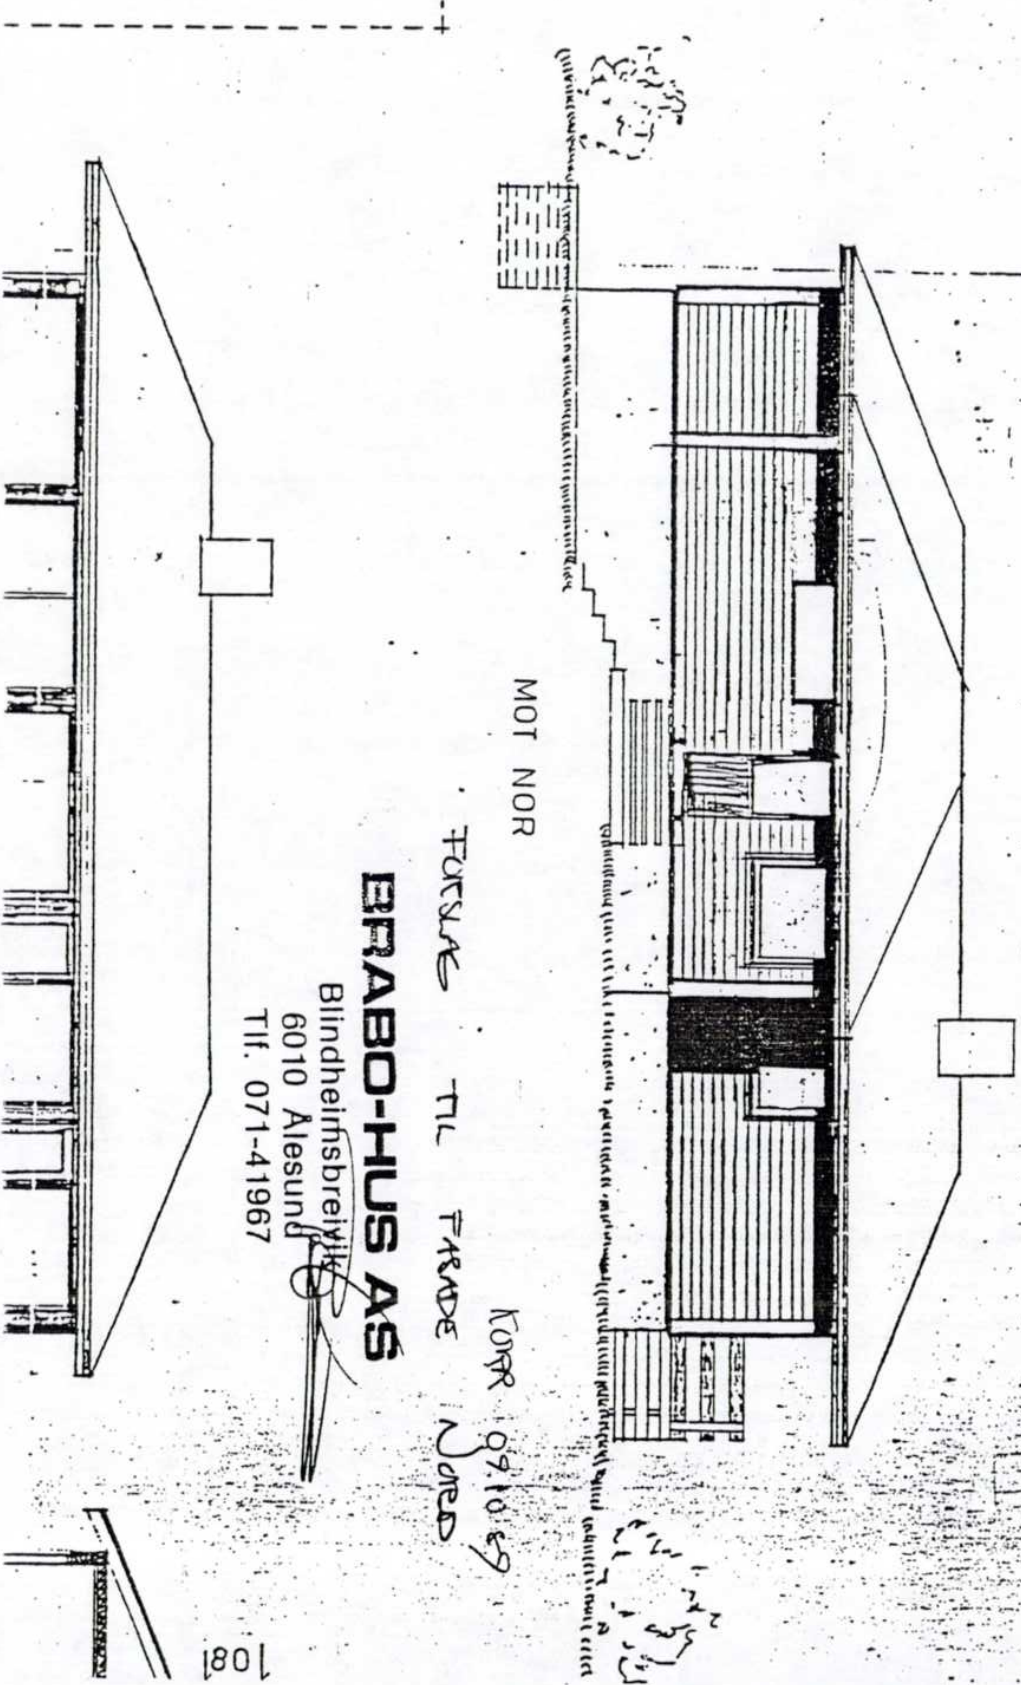 MOT NOR
KORR 09.10.89
FORSLAG TIL FASADE NORD
BRABO-HUS AS
Blindheimsbreivik
6010 Ålesund
Tlf. 071-41967
108